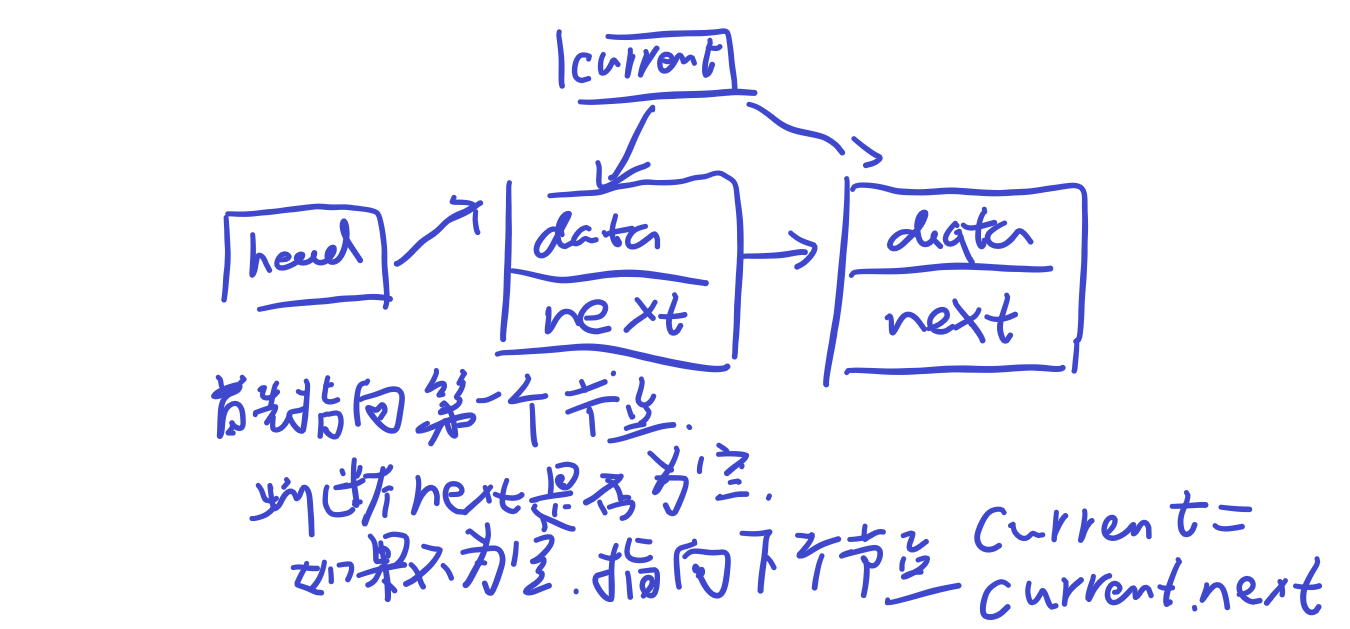 current
head
data
data
next
next
首先指向第一个节点.
判断next是否为空.
如果不为空.指向下个节点 current=
current.next